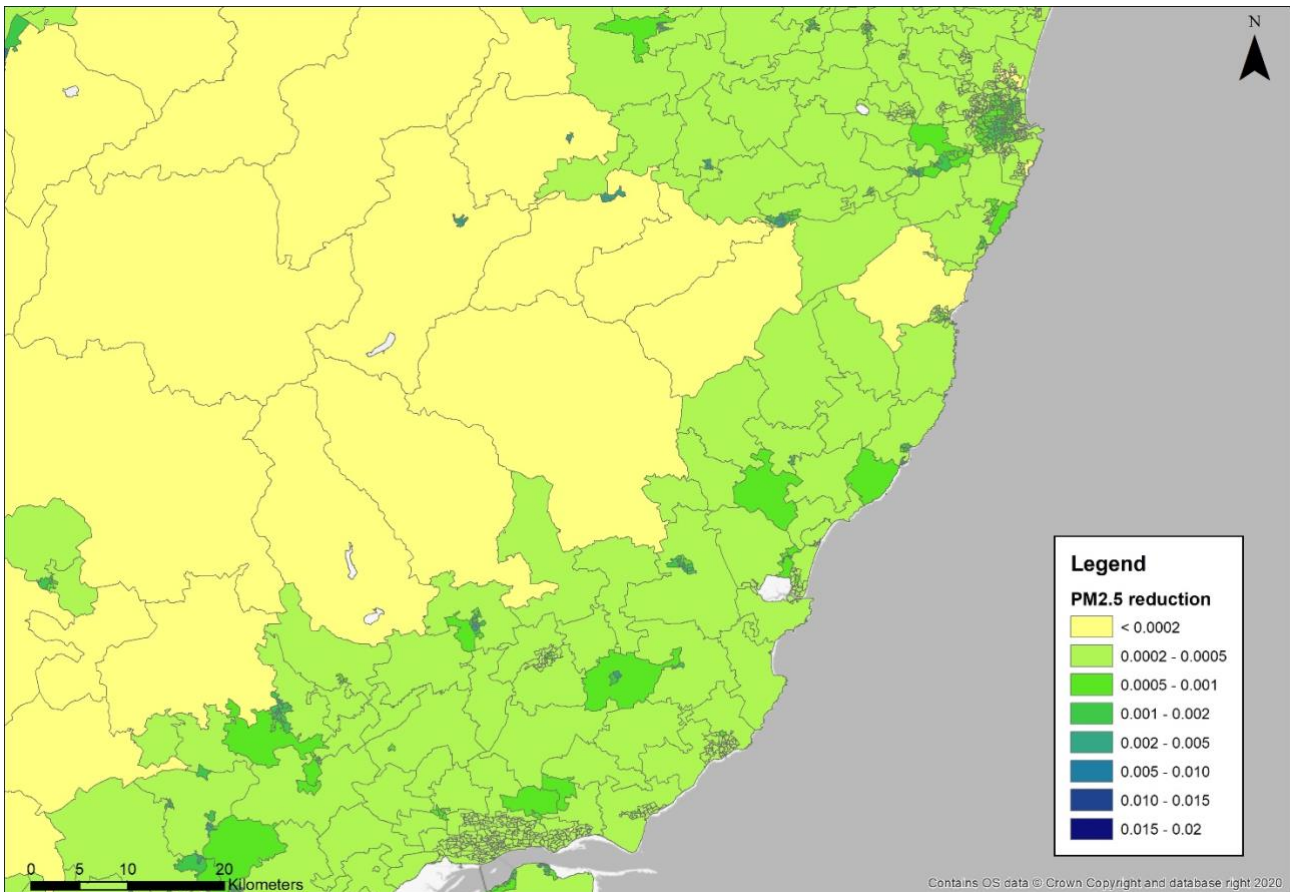 N
Legend
PM2.5 reduction
< 0.0002
0.0002 - 0.0005
0.0005 - 0.001
0.001 - 0.002
0.002 - 0.005
0.005 - 0.010
0.010 - 0.015
0.015 - 0.02
0 5 10 20
Kilometers
Contains OS data © Crown Copyright and database right 2020